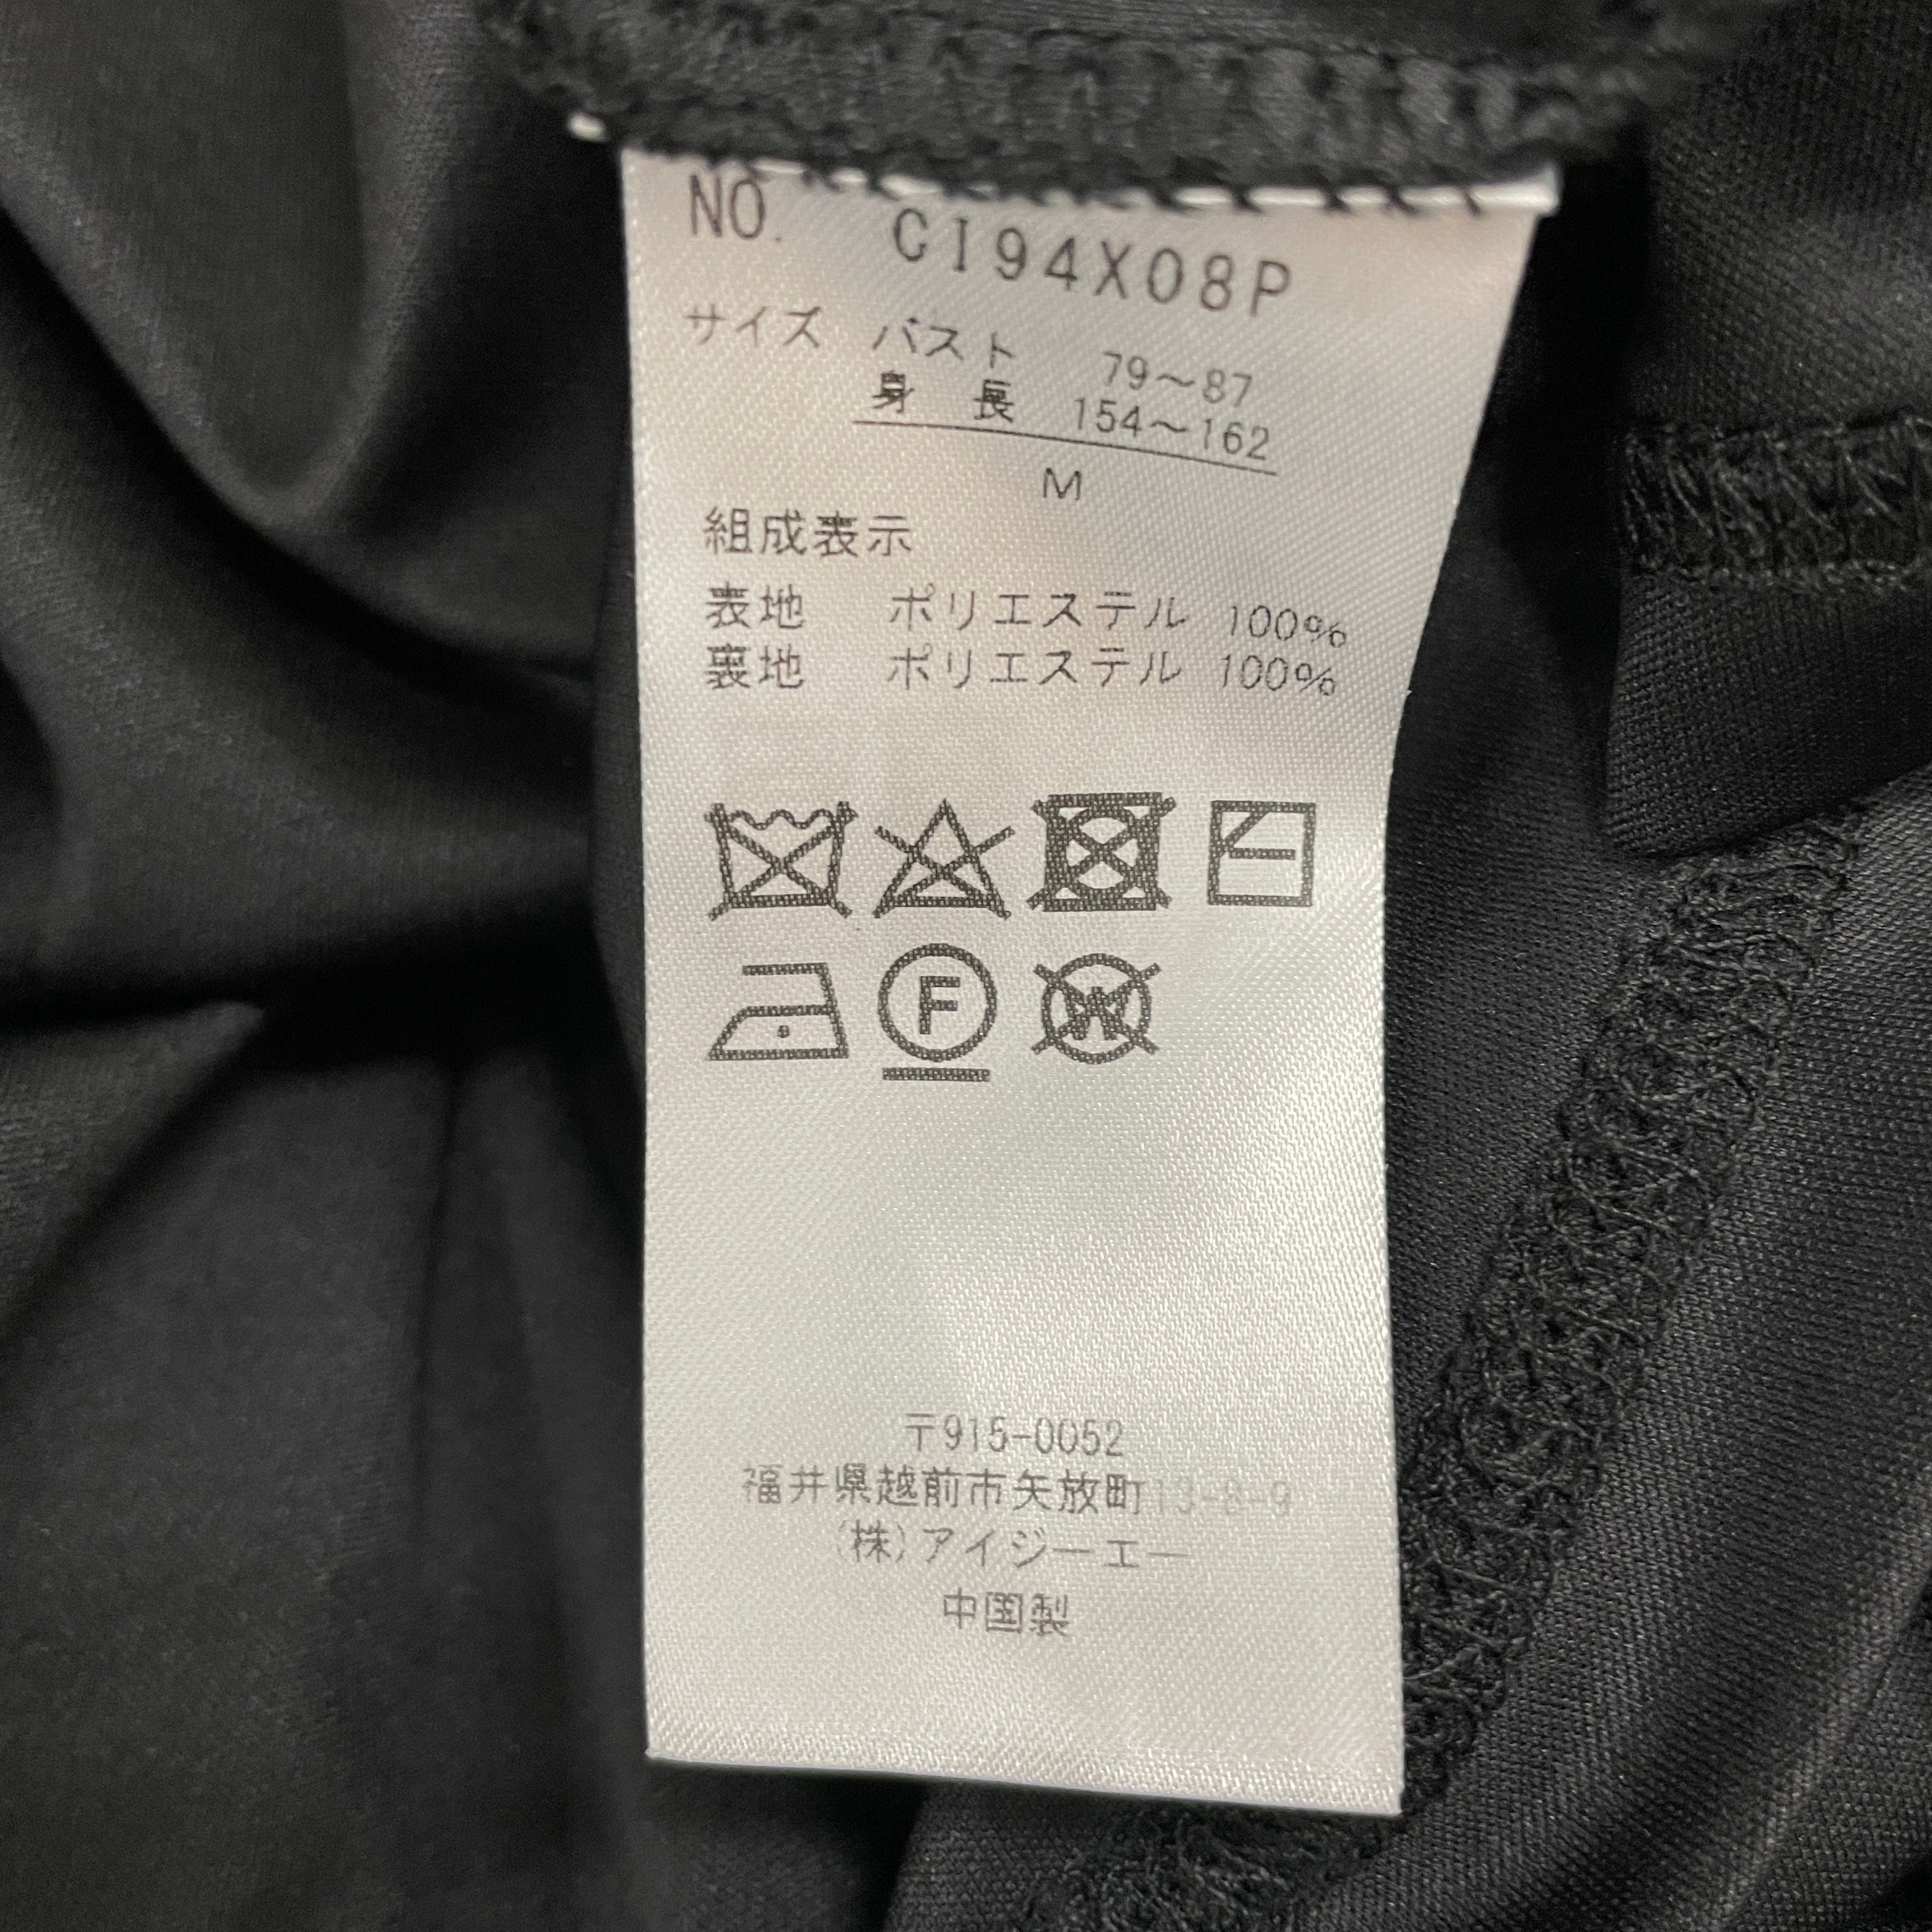 NO. CI94X08P
サイズ バスト 79〜87
身長 154〜162
M
組成表示
表地 ポリエステル 100%
裏地 ポリエステル 100%
F
W
〒915-0052
福井県越前市矢放町13-8-9
(株)アイジーエー
中国製